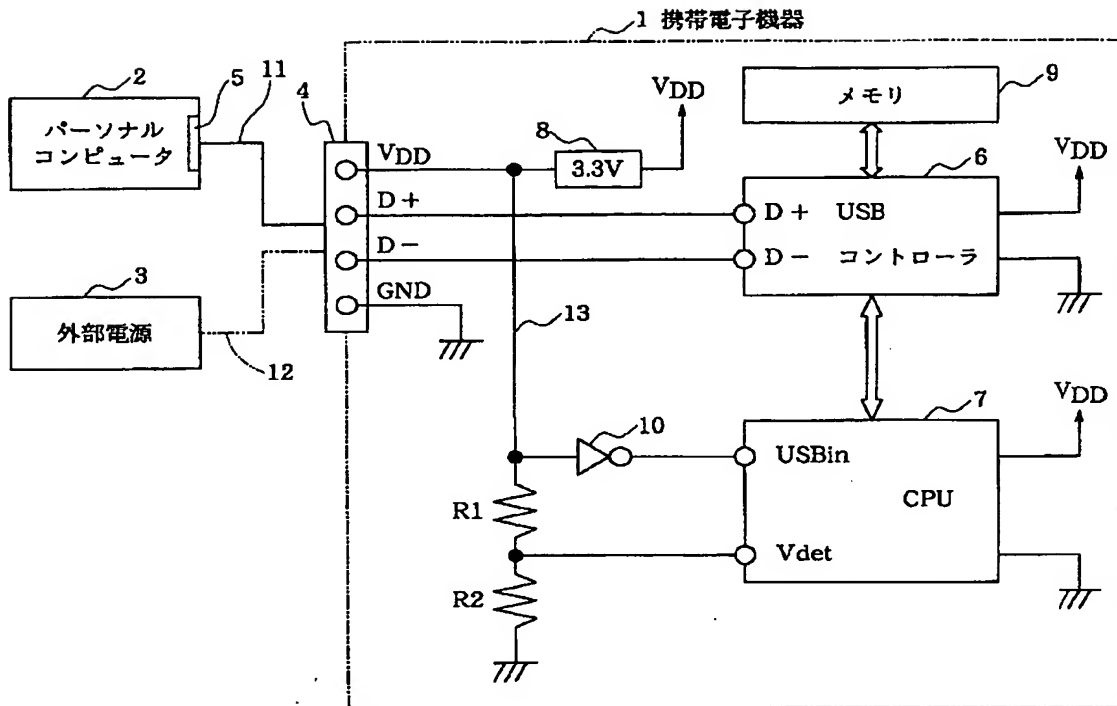 1 携帯電子機器
2
5
11
パーソナル
コンピュータ
4
VDD
D+
D-
GND
8
3.3V
VDD
メモリ
9
6
D+ USB
D- コントローラ
VDD
3
外部電源
12
13
10
7
USBin
CPU
Vdet
VDD
R1
R2